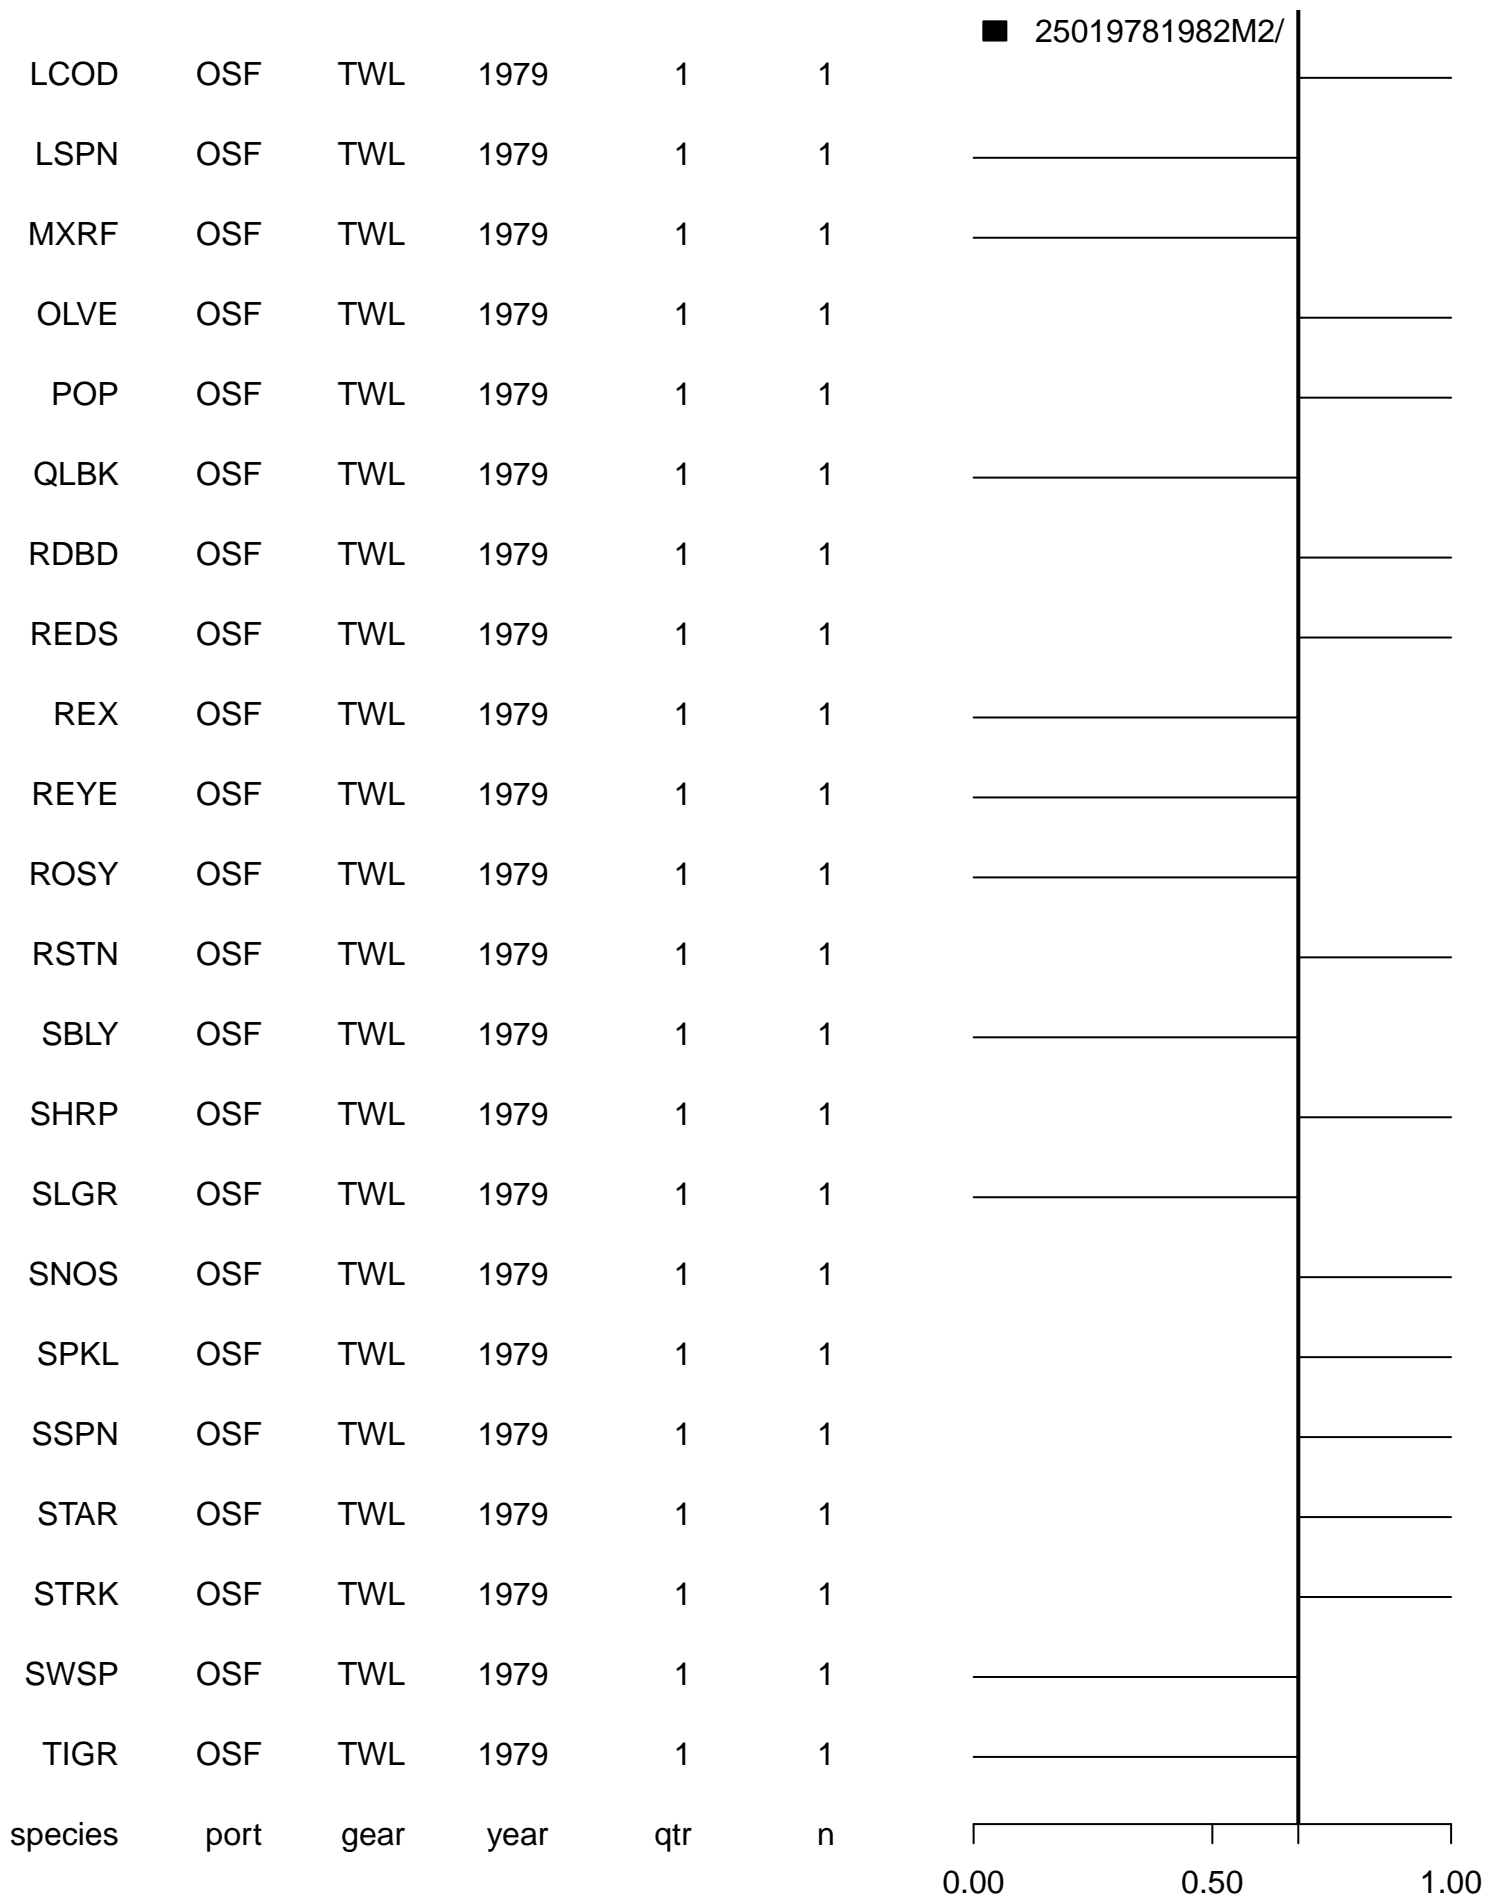 25019781982M2/
LCOD OSF TWL 1979 1 1
LSPN OSF TWL 1979 1 1
MXRF OSF TWL 1979 1 1
OLVE OSF TWL 1979 1 1
POP OSF TWL 1979 1 1
QLBK OSF TWL 1979 1 1
RDBD OSF TWL 1979 1 1
REDS OSF TWL 1979 1 1
REX OSF TWL 1979 1 1
REYE OSF TWL 1979 1 1
ROSY OSF TWL 1979 1 1
RSTN OSF TWL 1979 1 1
SBLY OSF TWL 1979 1 1
SHRP OSF TWL 1979 1 1
SLGR OSF TWL 1979 1 1
SNOS OSF TWL 1979 1 1
SPKL OSF TWL 1979 1 1
SSPN OSF TWL 1979 1 1
STAR OSF TWL 1979 1 1
STRK OSF TWL 1979 1 1
SWSP OSF TWL 1979 1 1
TIGR OSF TWL 1979 1 1
species port gear year qtr n
0.00 0.50 1.00